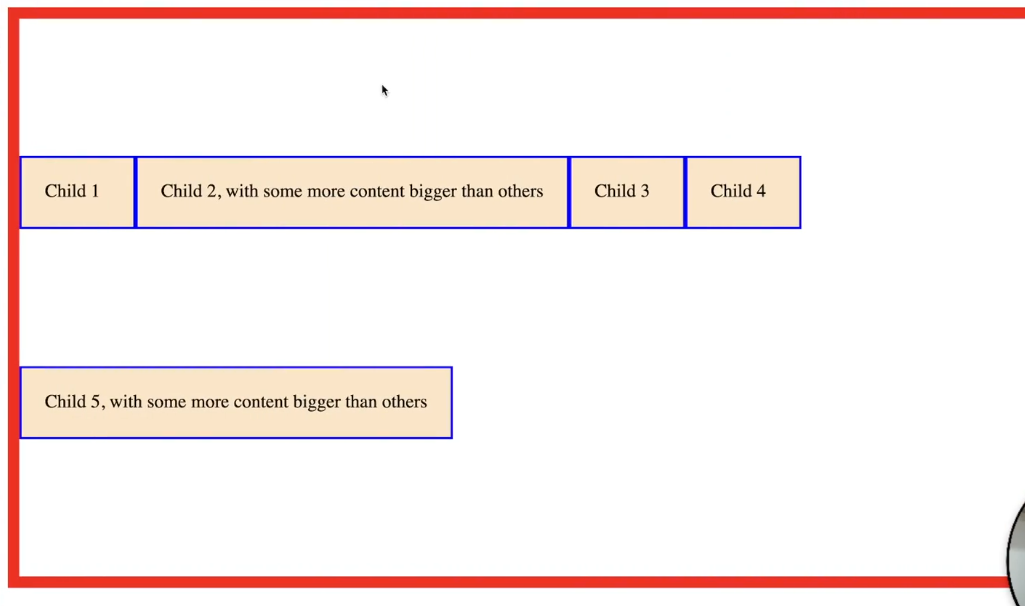 Child 1 Child 2, with some more content bigger than others Child 3 Child 4
Child 5, with some more content bigger than others